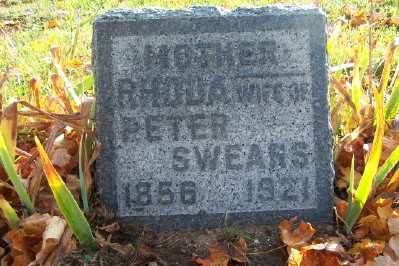 MOTHER
RHODA WIFE OF
PETER
SWEARS
1856 1921